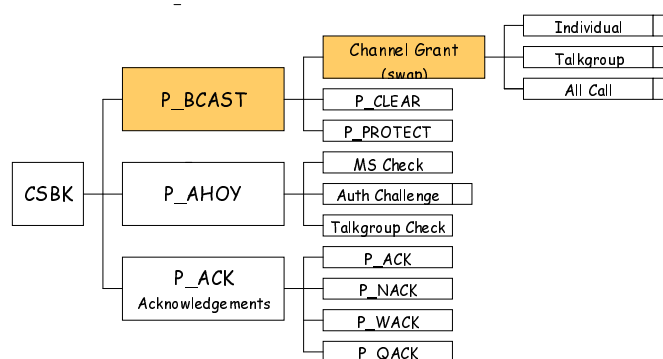 Channel Grant
(swap)
Individual
Talkgroup
All Call
P_BCAST
P_CLEAR
P_PROTECT
CSBK
P_AHOY
MS Check
Auth Challenge
Talkgroup Check
P_ACK
Acknowledgements
P_ACK
P_NACK
P_WACK
P_QACK